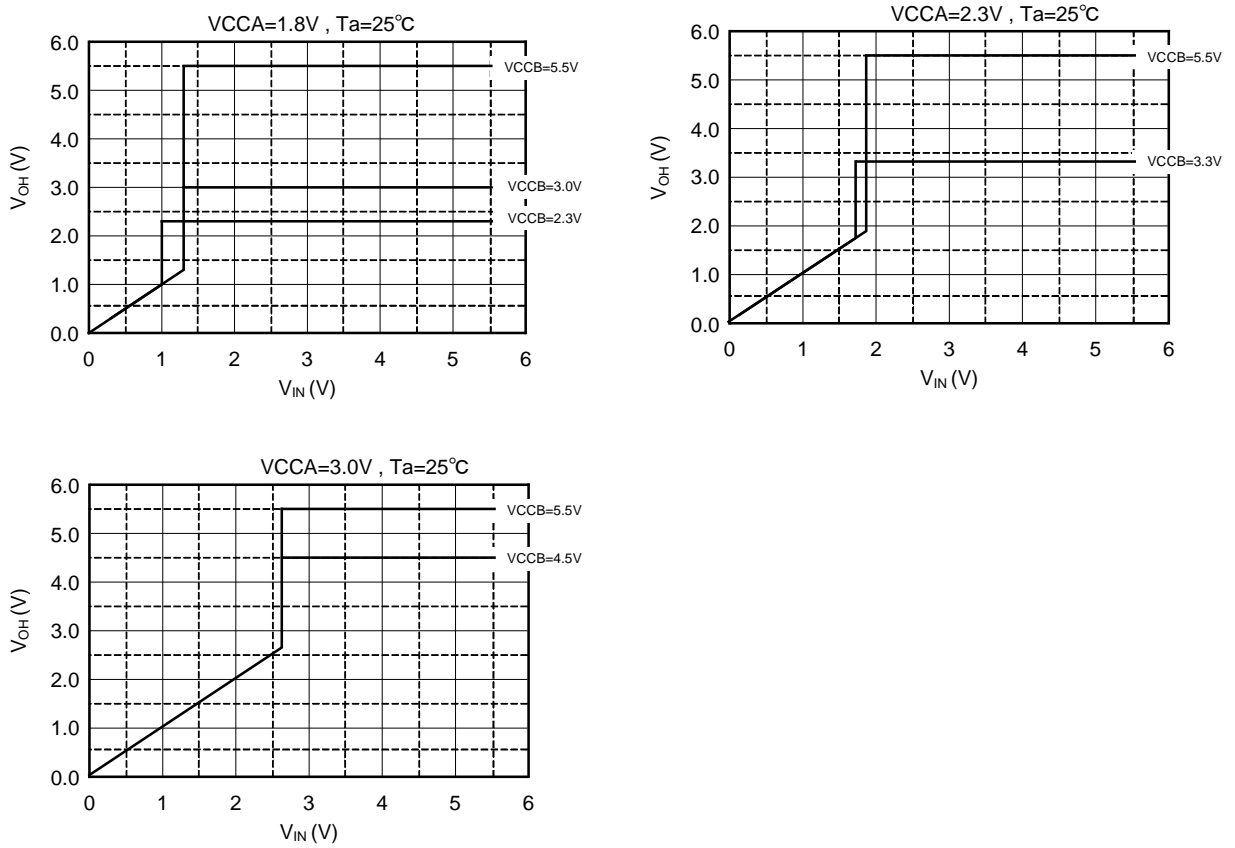 VCCA=1.8V , Ta=25℃
6.0
5.0
4.0
3.0
2.0
1.0
0.0
VOH (V)
VCCB=5.5V
VCCB=3.0V
VCCB=2.3V
0 1 2 3 4 5 6
VIN (V)
VCCA=2.3V , Ta=25℃
6.0
5.0
4.0
3.0
2.0
1.0
0.0
VOH (V)
VCCB=5.5V
VCCB=3.3V
0 1 2 3 4 5 6
VIN (V)
VCCA=3.0V , Ta=25℃
6.0
5.0
4.0
3.0
2.0
1.0
0.0
VOH (V)
VCCB=5.5V
VCCB=4.5V
0 1 2 3 4 5 6
VIN (V)